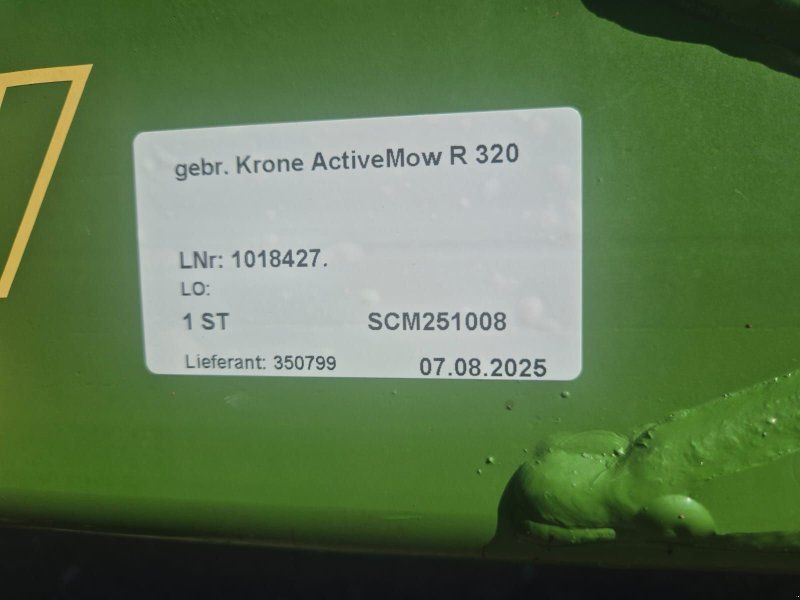 gebr. Krone ActiveMow R 320
LNr: 1018427.
LO:
1 ST SCM251008
Lieferant: 350799 07.08.2025